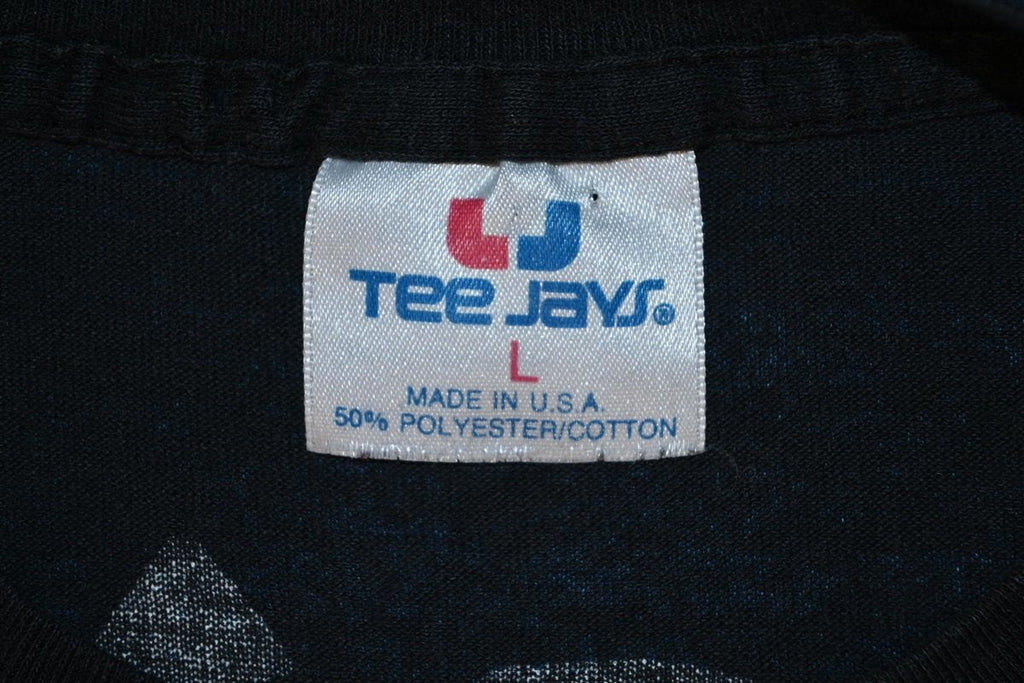 Tee Jays®
L
MADE IN U.S.A.
50% POLYESTER/COTTON